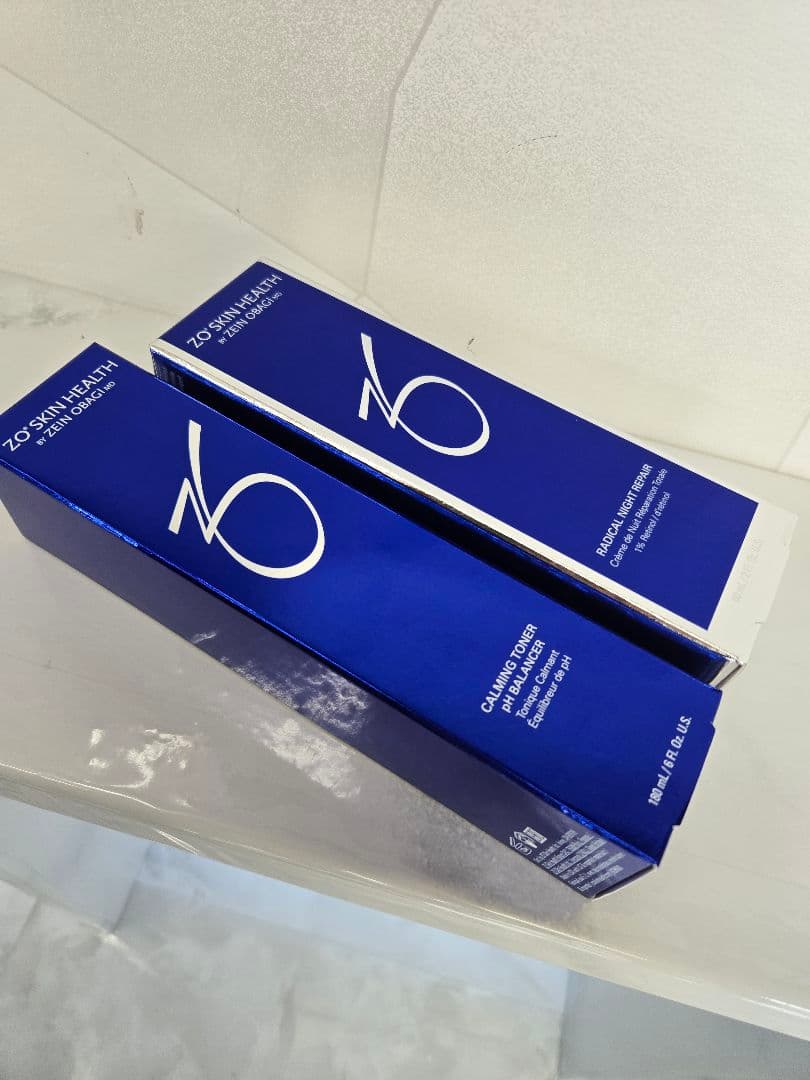 ZO® SKIN HEALTH
BY ZEIN OBAGI MD
RADICAL NIGHT REPAIR
Crème de Nuit Réparation Totale
1% Retinol / d'rétinol
ZO® SKIN HEALTH
BY ZEIN OBAGI MD
CALMING TONER
pH BALANCER
Tonique Calmant
Équilibreur de pH
180 mL / 6 Fl. Oz. U.S.